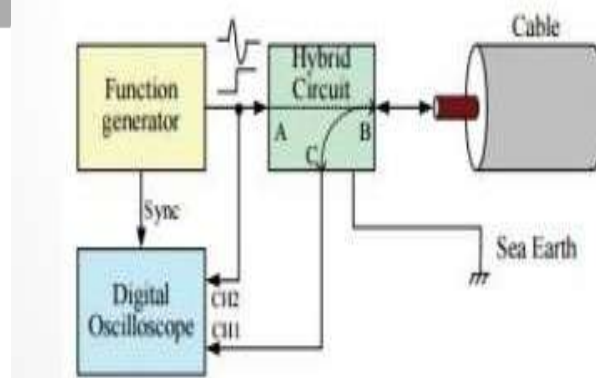 Cable
Hybrid
Circuit
Function
generator
A
B
C
Sync
Sea Earth
Digital
Oscilloscope
CH2
CH1